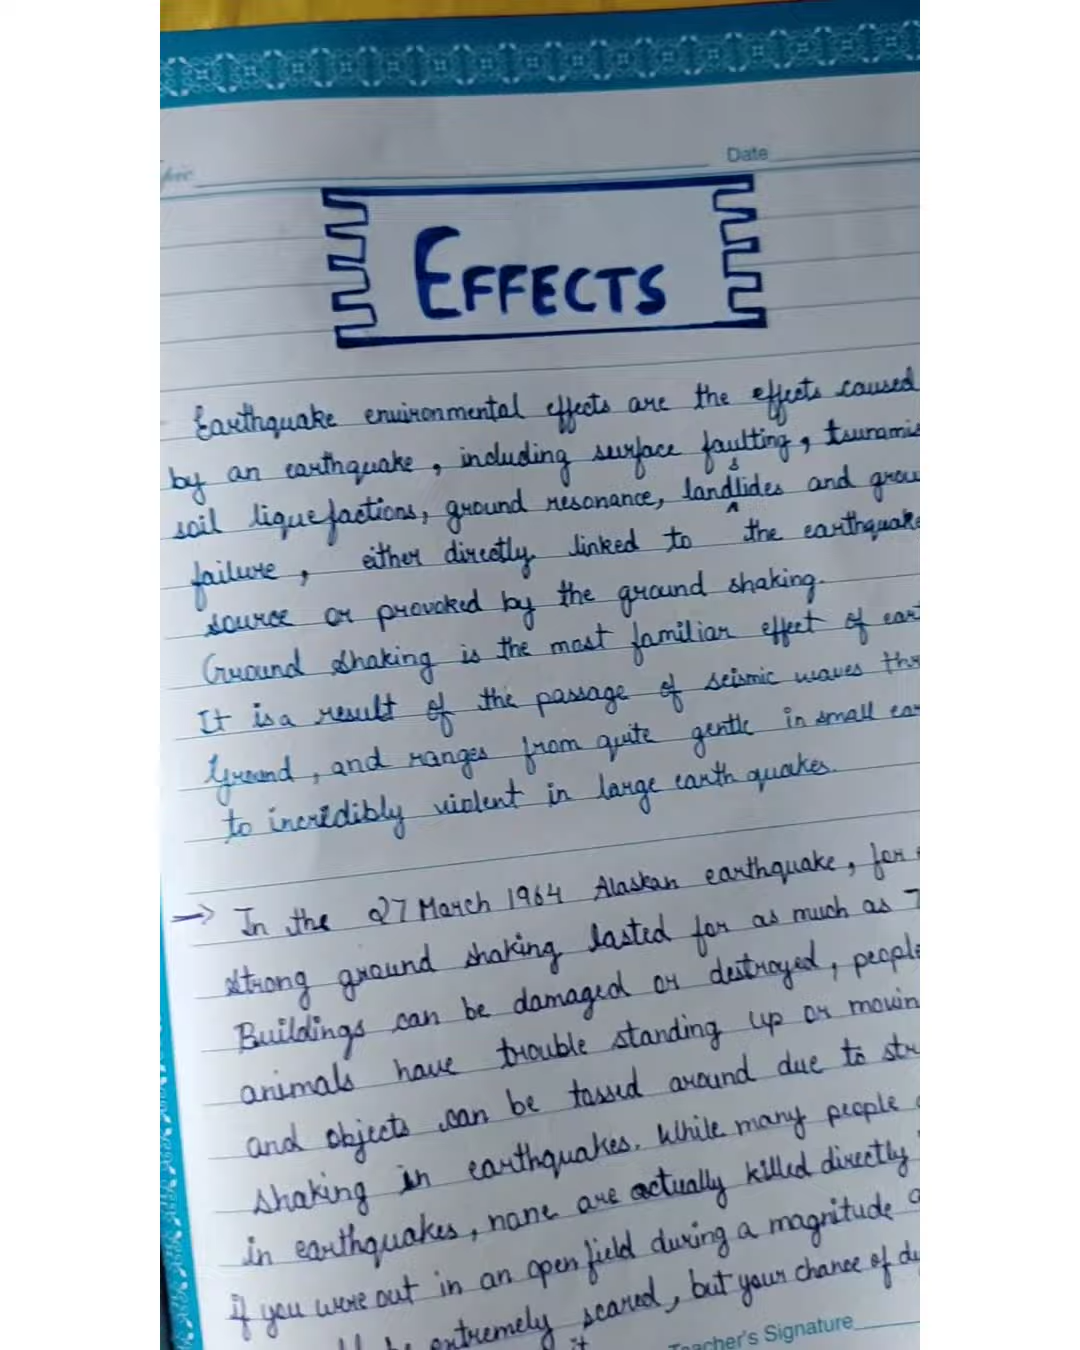 Date
EFFECTS
Earthquake environmental effects are the effects caused
by an earthquake, including surface faulting, tsunamis
soil liquefactions, ground resonance, landslides and grou
failure, either directly linked to the earthquake
source or provoked by the ground shaking.
Ground shaking is the most familiar effect of ear
It is a result of the passage of seismic waves thr
Ground, and ranges from quite gentle in small ear
to incredibly violent in large earth quakes.
→ In the 27 March 1964 Alaskan earthquake, for
strong ground shaking lasted for as much as 7
Buildings can be damaged or destroyed, people
animals have trouble standing up or movin
and objects can be tossed around due to str
shaking in earthquakes. While many people
in earthquakes, none are actually killed directly
if you were out in an open field during a magnitude
extremely scared, but your chance of dy
it
Teacher's Signature